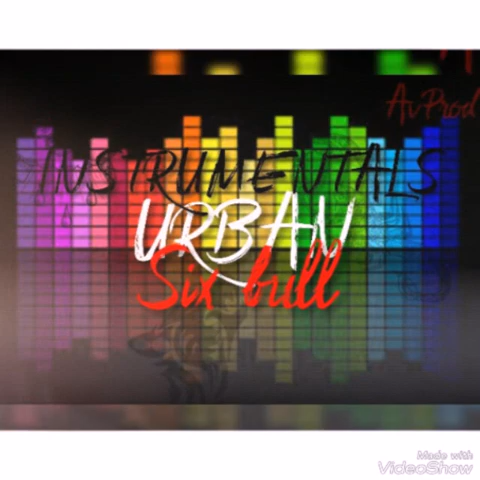 AvProd
INSTRUMENTALS
URBAN
Six bull
Made with
VideoShow